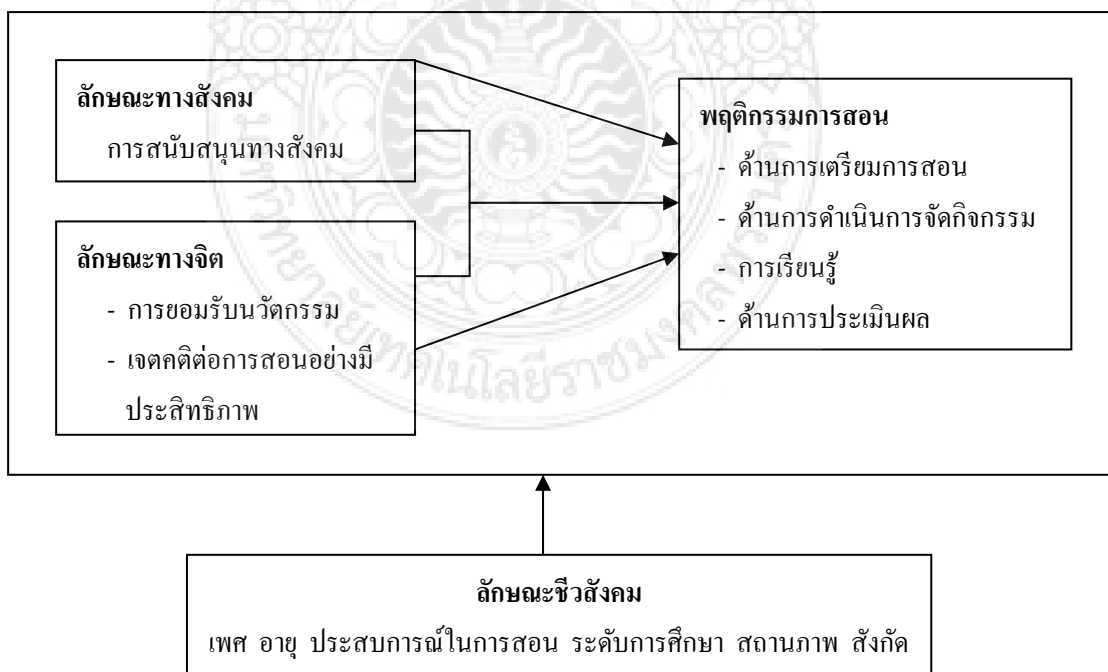 ลักษณะทางสังคม
การสนับสนุนทางสังคม
ลักษณะทางจิต
- การยอมรับนวัตกรรม
- เจตคติต่อการสอนอย่างมี
ประสิทธิภาพ
พฤติกรรมการสอน
- ด้านการเตรียมการสอน
- ด้านการดำเนินการจัดกิจกรรม
- การเรียนรู้
- ด้านการประเมินผล
ลักษณะชีวสังคม
เพศ อายุ ประสบการณ์ในการสอน ระดับการศึกษา สถานภาพ สังกัด